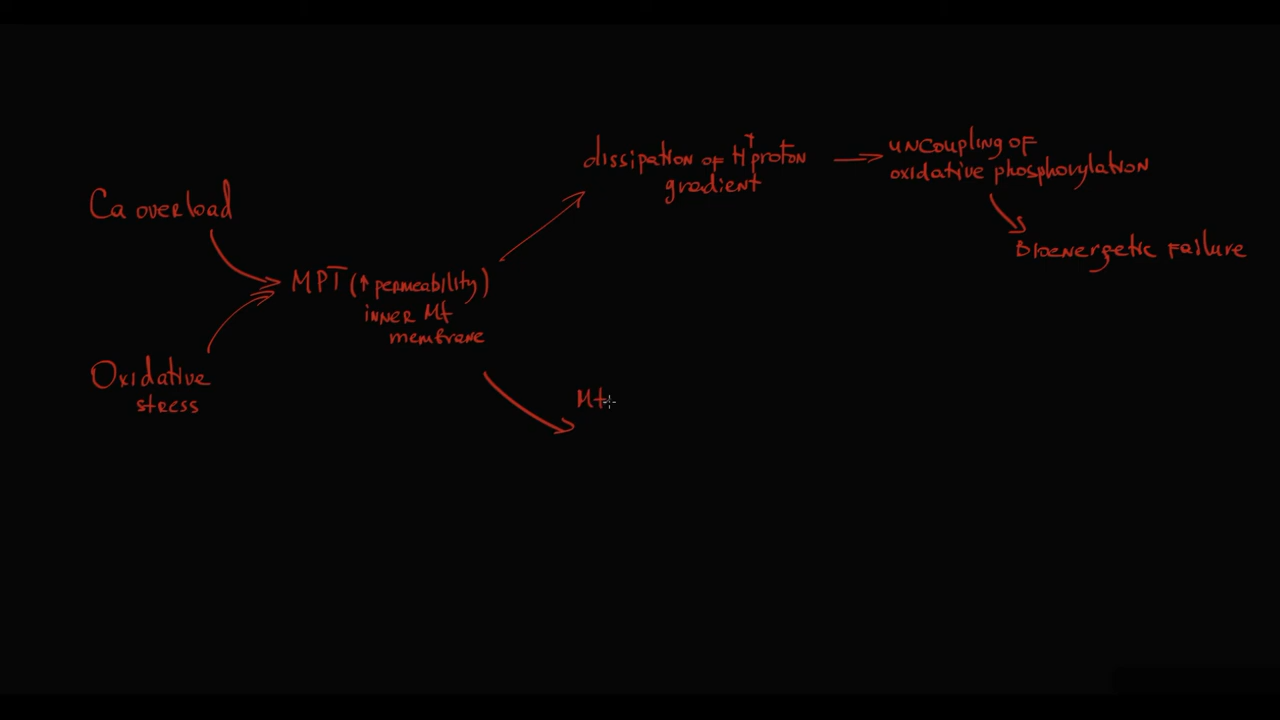 Ca overload
Oxidative
stress
MPT (↑ permeability)
inner Mt
membrane
dissipation of H+ proton
gradient
uncoupling of
oxidative phosphorylation
Bioenergetic failure
Mt